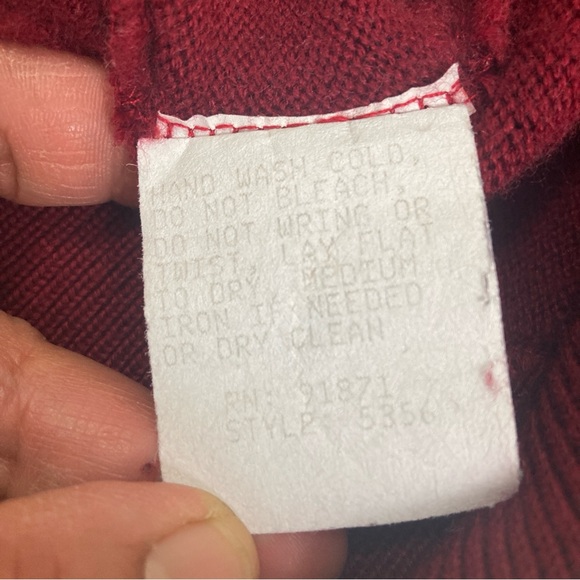 HAND WASH COLD,
DO NOT BLEACH,
DO NOT WRING OR
TWIST, LAY FLAT
TO DRY, MEDIUM
IRON IF NEEDED
OR DRY CLEAN
RN: 91871
STYLE: 5356